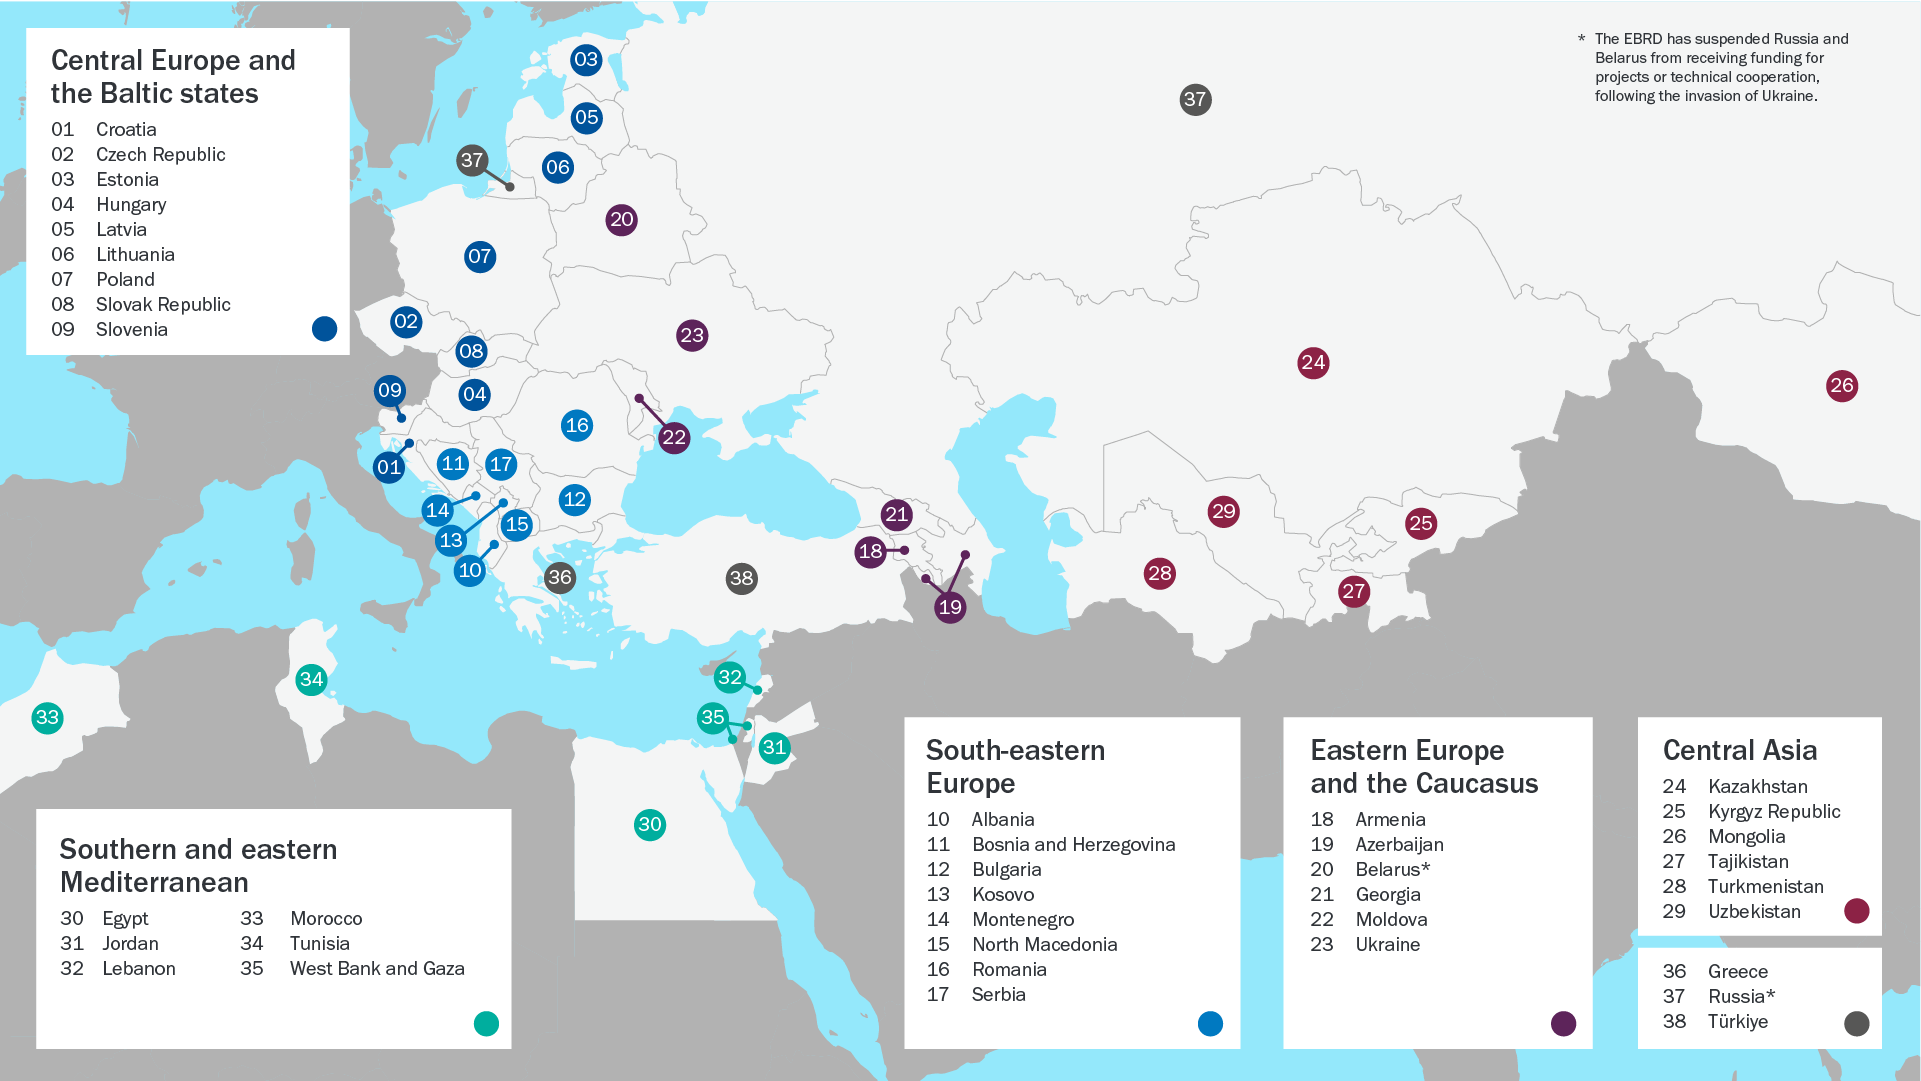 Central Europe and
the Baltic states
01 Croatia
02 Czech Republic
03 Estonia
04 Hungary
05 Latvia
06 Lithuania
07 Poland
08 Slovak Republic
09 Slovenia
* The EBRD has suspended Russia and
Belarus from receiving funding for
projects or technical cooperation,
following the invasion of Ukraine.
03
37
05
37
06
20
07
02
23
08
24
09
04
26
16
22
01
11
17
12
14
29
21
15
25
13
18
10
36
38
28
27
19
32
34
35
33
31
30
Southern and eastern
Mediterranean
30 Egypt
31 Jordan
32 Lebanon
33 Morocco
34 Tunisia
35 West Bank and Gaza
South-eastern
Europe
10 Albania
11 Bosnia and Herzegovina
12 Bulgaria
13 Kosovo
14 Montenegro
15 North Macedonia
16 Romania
17 Serbia
Eastern Europe
and the Caucasus
18 Armenia
19 Azerbaijan
20 Belarus*
21 Georgia
22 Moldova
23 Ukraine
Central Asia
24 Kazakhstan
25 Kyrgyz Republic
26 Mongolia
27 Tajikistan
28 Turkmenistan
29 Uzbekistan
36 Greece
37 Russia*
38 Türkiye